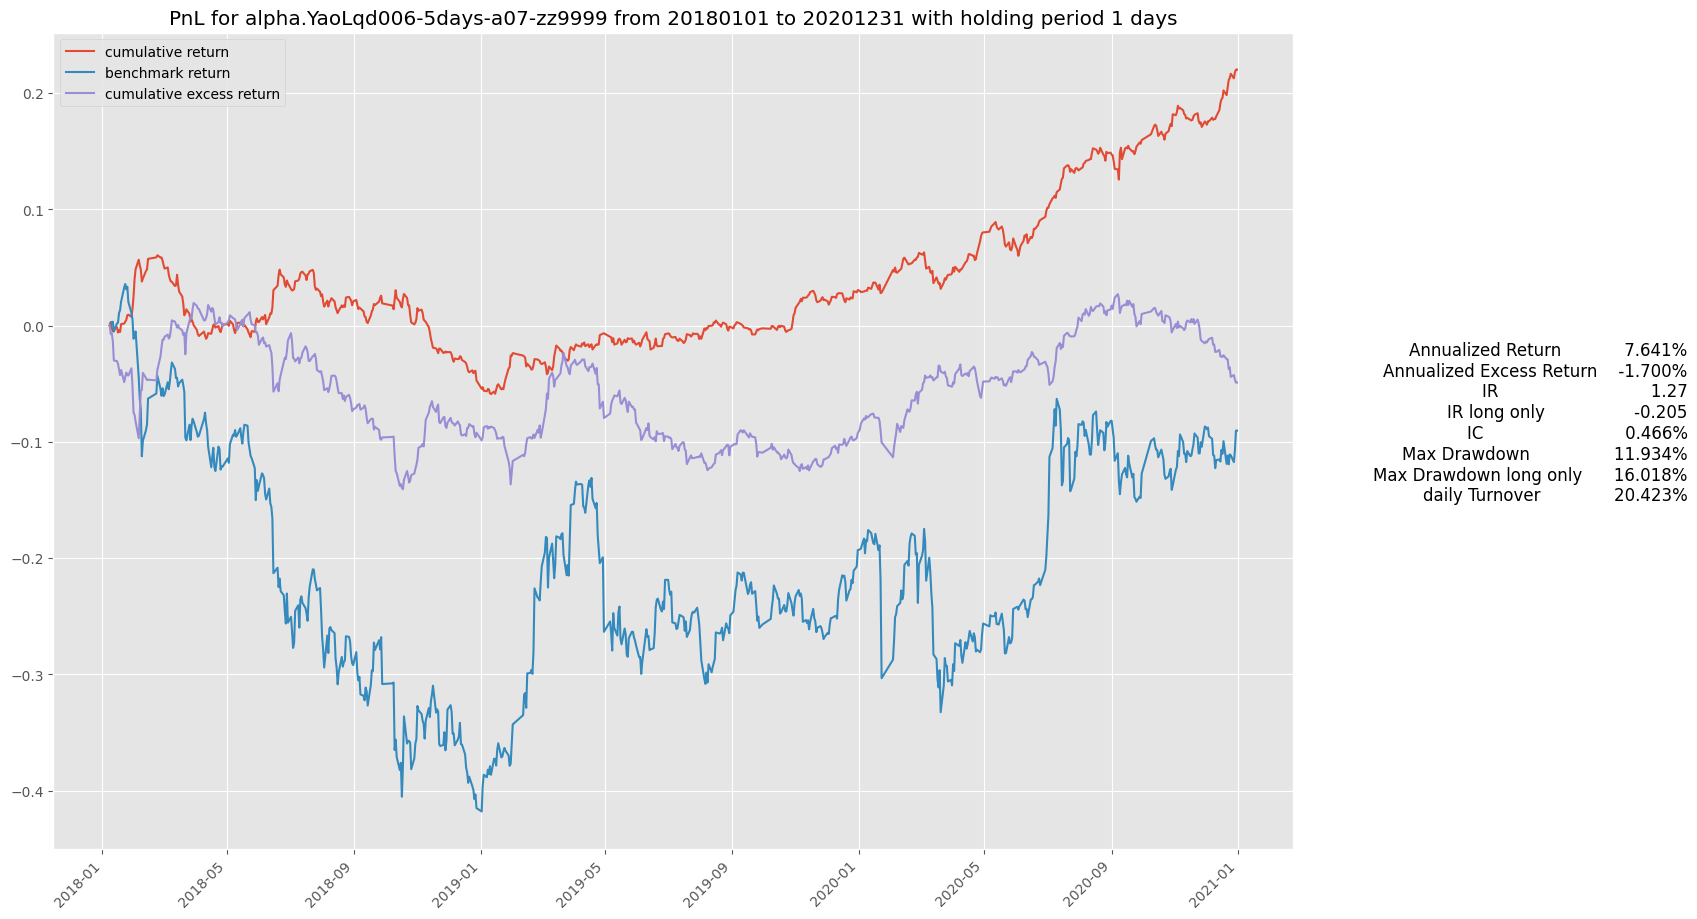 PnL for alpha.YaoLqd006-5days-a07-zz9999 from 20180101 to 20201231 with holding period 1 days
cumulative return
benchmark return
cumulative excess return
0.2
0.1
0.0
−0.1
−0.2
−0.3
−0.4
2018-01
2018-05
2018-09
2019-01
2019-05
2019-09
2020-01
2020-05
2020-09
2021-01
Annualized Return 7.641%
Annualized Excess Return -1.700%
IR 1.27
IR long only -0.205
IC 0.466%
Max Drawdown 11.934%
Max Drawdown long only 16.018%
daily Turnover 20.423%